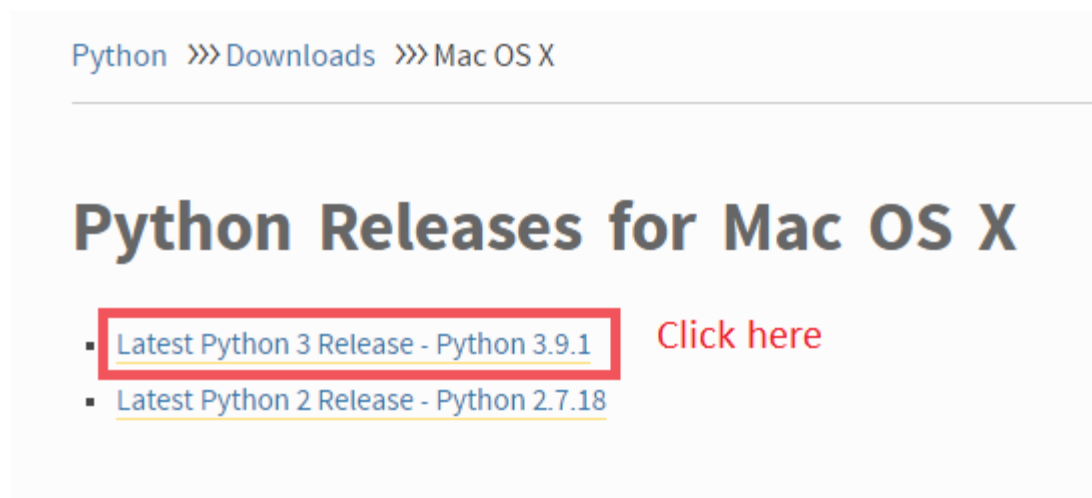 Python >>> Downloads >>> Mac OS X
Python Releases for Mac OS X
Latest Python 3 Release - Python 3.9.1
Click here
Latest Python 2 Release - Python 2.7.18